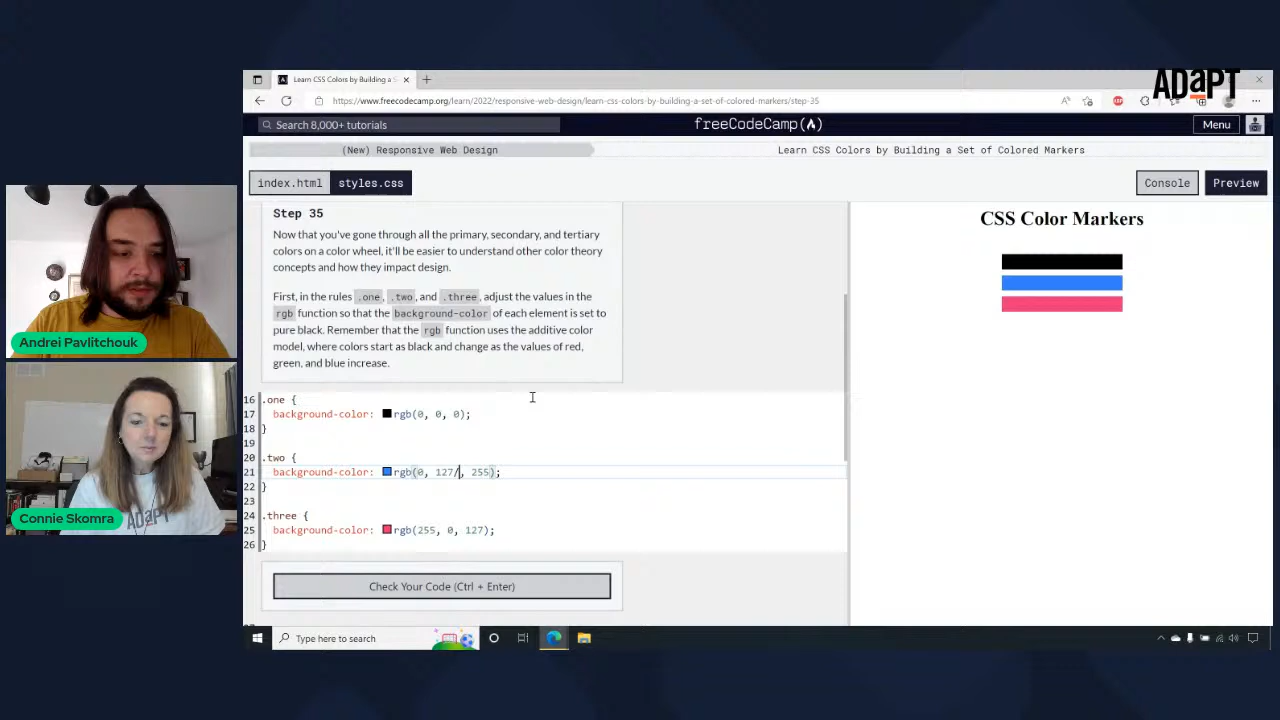 ADAPT
Learn CSS Colors by Building a S
https://www.freecodecamp.org/learn/2022/responsive-web-design/learn-css-colors-by-building-a-set-of-colored-markers/step-35
Search 8,000+ tutorials
freeCodeCamp
Menu
(New) Responsive Web Design
Learn CSS Colors by Building a Set of Colored Markers
index.html
styles.css
Console
Preview
Step 35
Now that you've gone through all the primary, secondary, and tertiary
colors on a color wheel, it'll be easier to understand other color theory
concepts and how they impact design.
First, in the rules .one, .two, and .three, adjust the values in the
rgb function so that the background-color of each element is set to
pure black. Remember that the rgb function uses the additive color
model, where colors start as black and change as the values of red,
green, and blue increase.
16 .one {
17 background-color: rgb(0, 0, 0);
18 }
19
20 .two {
21 background-color: rgb(0, 127/, 255);
22 }
23
24 .three {
25 background-color: rgb(255, 0, 127);
26 }
Check Your Code (Ctrl + Enter)
CSS Color Markers
Andrei Pavlitchouk
ADAPT
Connie Skomra
Type here to search